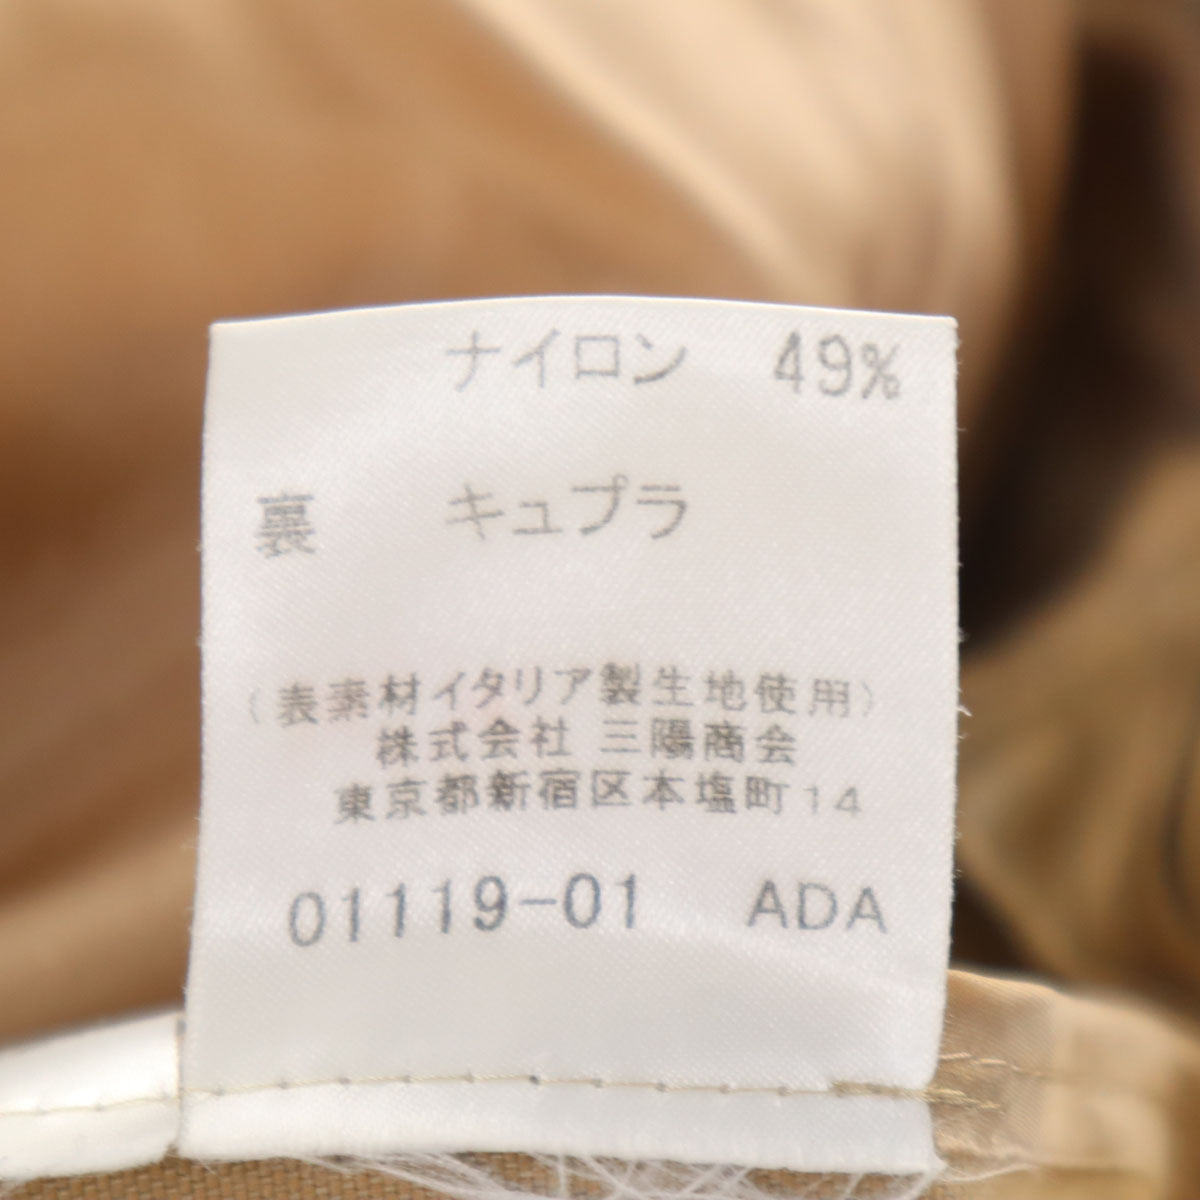 ナイロン 49%
裏 キュプラ
(表素材イタリア製生地使用)
株式会社 三陽商会
東京都新宿区本塩町14
01119-01 ADA